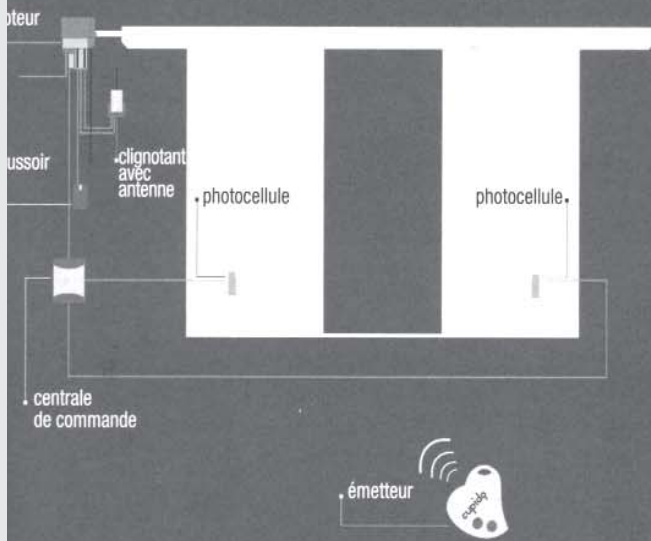 oteur
ussoir
clignotant
avec
antenne
photocellule
photocellule
centrale
de commande
émetteur
cupido